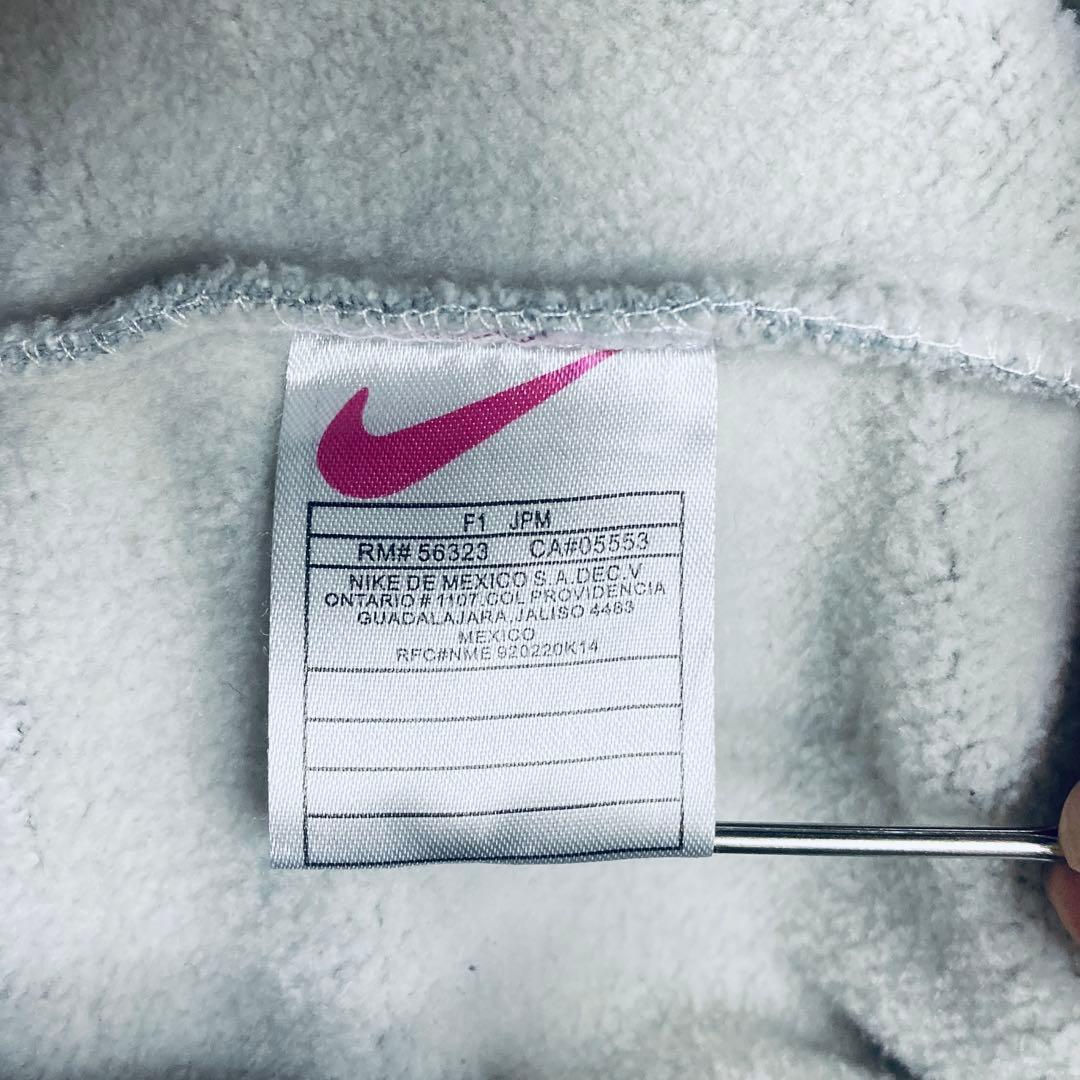 F1 JPM
RM# 56323 CA#05553
NIKE DE MEXICO S.A.DEC.V
ONTARIO # 1107.COL.PROVIDENCIA
GUADALAJARA.JALISO 4463
MEXICO
RFC#NME 920220K14